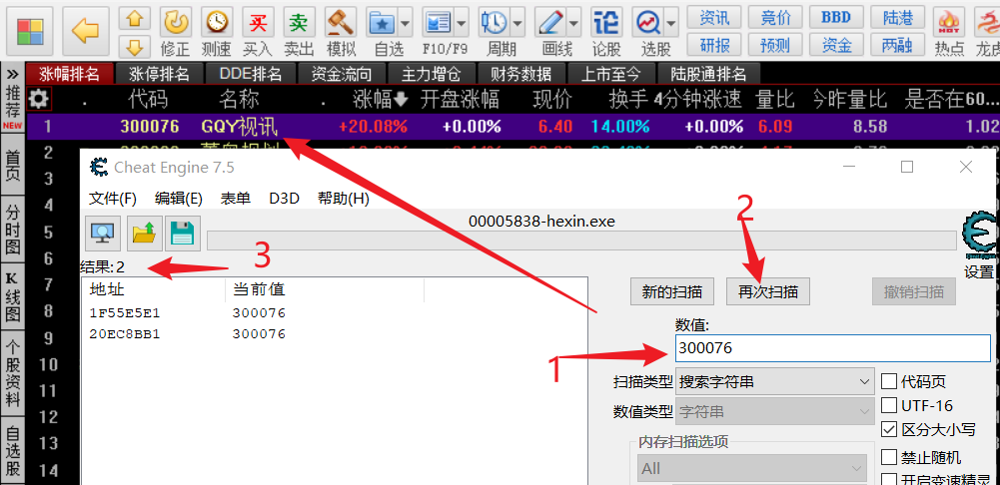 修正 测速 买入 卖出 模拟 自选 F10/F9 周期 画线 论股 选股 热点
买 卖 论 HOT
资讯 竞价 BBD 陆港
研报 预测 资金 两融
涨幅排名 涨停排名 DDE排名 资金流向 主力增仓 财务数据 上市至今 陆股通排名
» 推荐 NEW
首页
分时图
K线图
个股资料
自选股
. 代码 名称 . 涨幅 开盘涨幅 现价 换手 4分钟涨速 量比 今昨量比 是否在60...
1 300076 GQY视讯 +20.08% +0.00% 6.40 14.00% +0.00% 6.09 8.58 1.02
2
3
4
5
6
7
8
9
10
11
12
13
14
Cheat Engine 7.5
文件(F) 编辑(E) 表单 D3D 帮助(H)
00005838-hexin.exe
2
3
1
设置
结果:2
地址 当前值
1F55E5E1 300076
20EC8BB1 300076
新的扫描 再次扫描 撤销扫描
数值:
300076
扫描类型 搜索字符串 代码页
数值类型 字符串 UTF-16
区分大小写
内存扫描选项 禁止随机
All 开启变速精灵